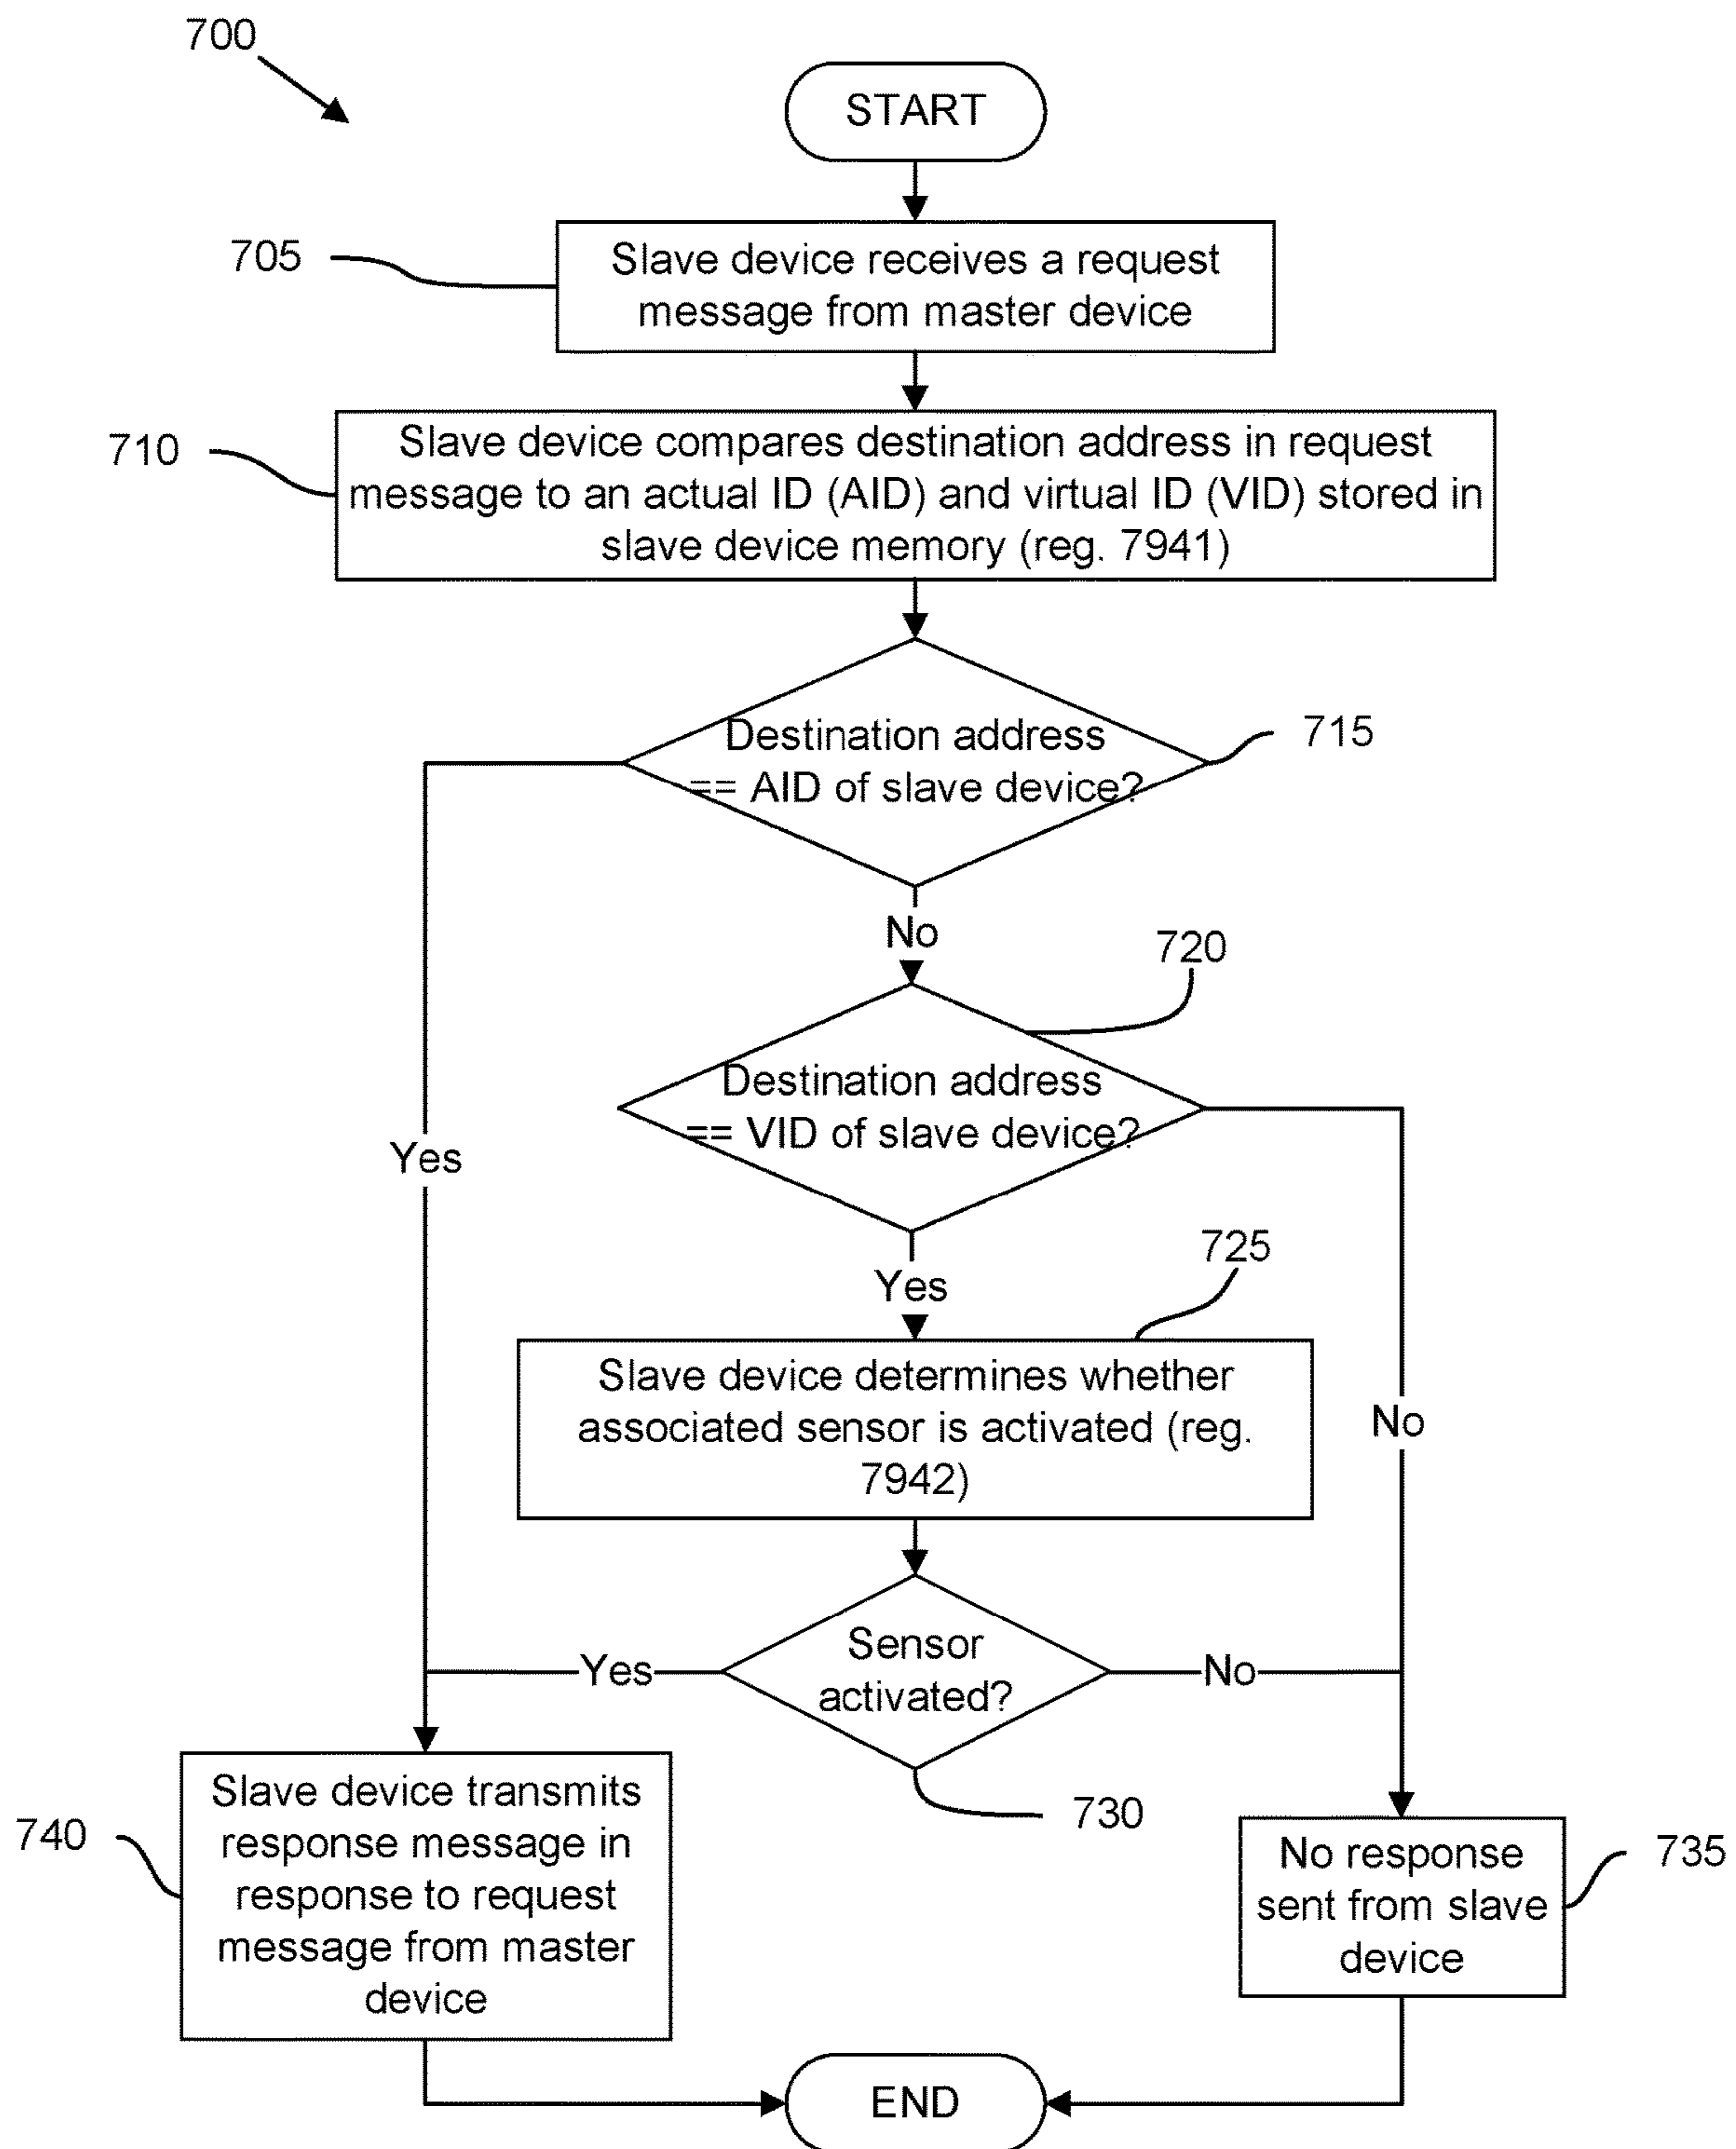 700
START
705
Slave device receives a request
message from master device
710
Slave device compares destination address in request
message to an actual ID (AID) and virtual ID (VID) stored in
slave device memory (reg. 7941)
Destination address
== AID of slave device?
715
No
720
Destination address
== VID of slave device?
Yes
Yes
725
Slave device determines whether
associated sensor is activated (reg.
7942)
No
Sensor
activated?
Yes
No
730
740
Slave device transmits
response message in
response to request
message from master
device
No response
sent from slave
device
735
END